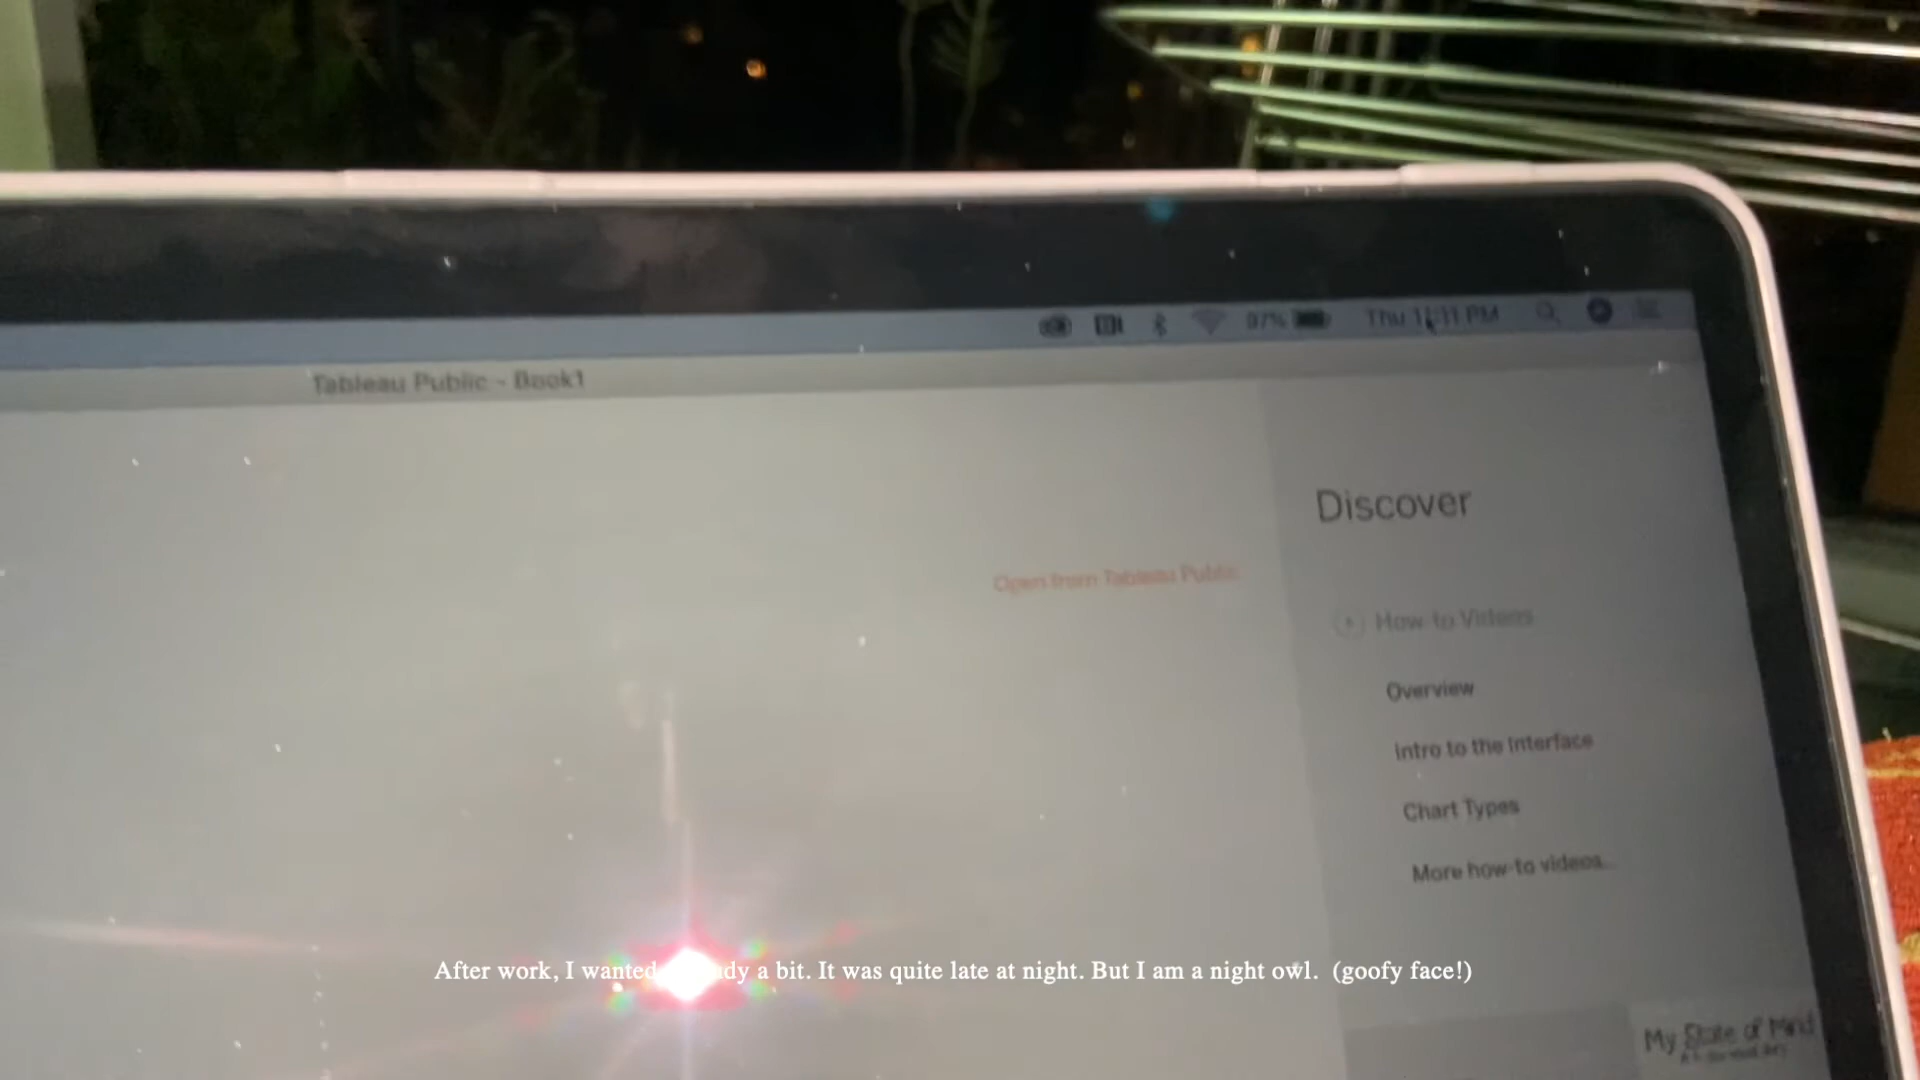 97% Thu 11:11 PM
Tableau Public - Book1
Discover
Open from Tableau Public
How-to Videos
Overview
Intro to the Interface
Chart Types
More how-to videos...
After work, I wanted dy a bit. It was quite late at night. But I am a night owl. (goofy face!)
My State of Mind